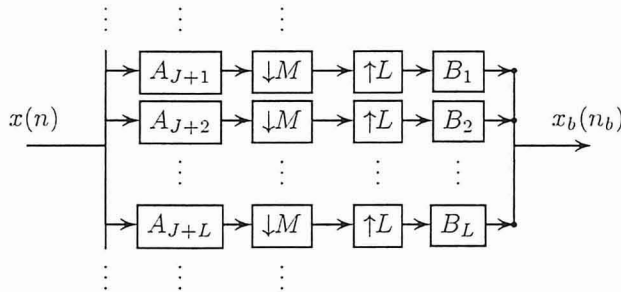 A_{J+1} ↓M ↑L B_1
x(n) A_{J+2} ↓M ↑L B_2 x_b(n_b)
A_{J+L} ↓M ↑L B_L